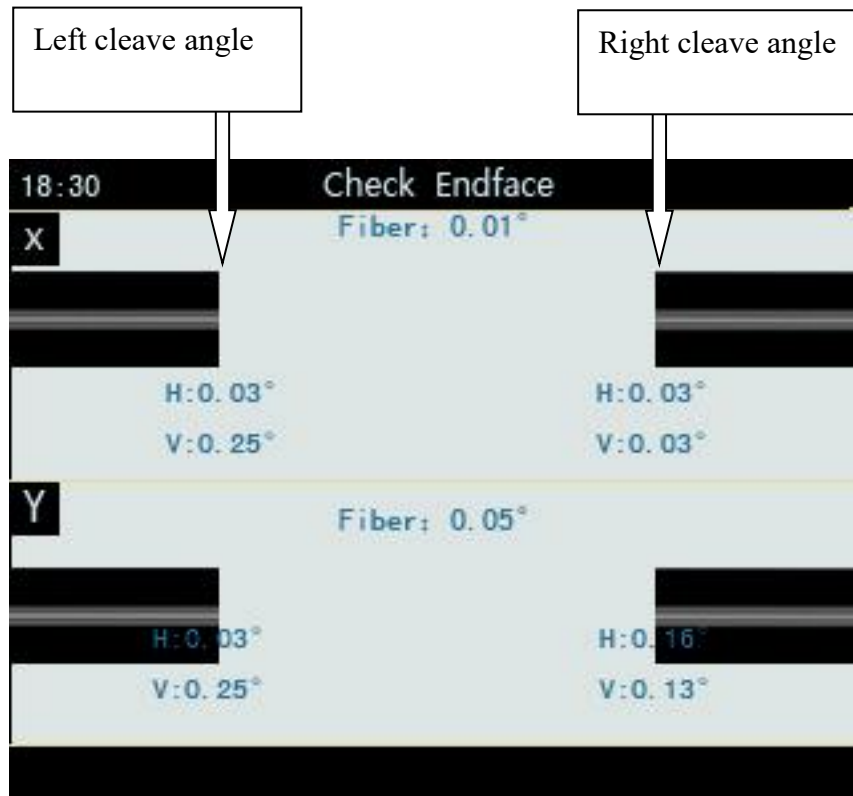 Left cleave angle
Right cleave angle
18:30 Check Endface
X
Fiber: 0.01°
H:0.03° H:0.03°
V:0.25° V:0.03°
Y
Fiber: 0.05°
H:0.03° H:0.16°
V:0.25° V:0.13°